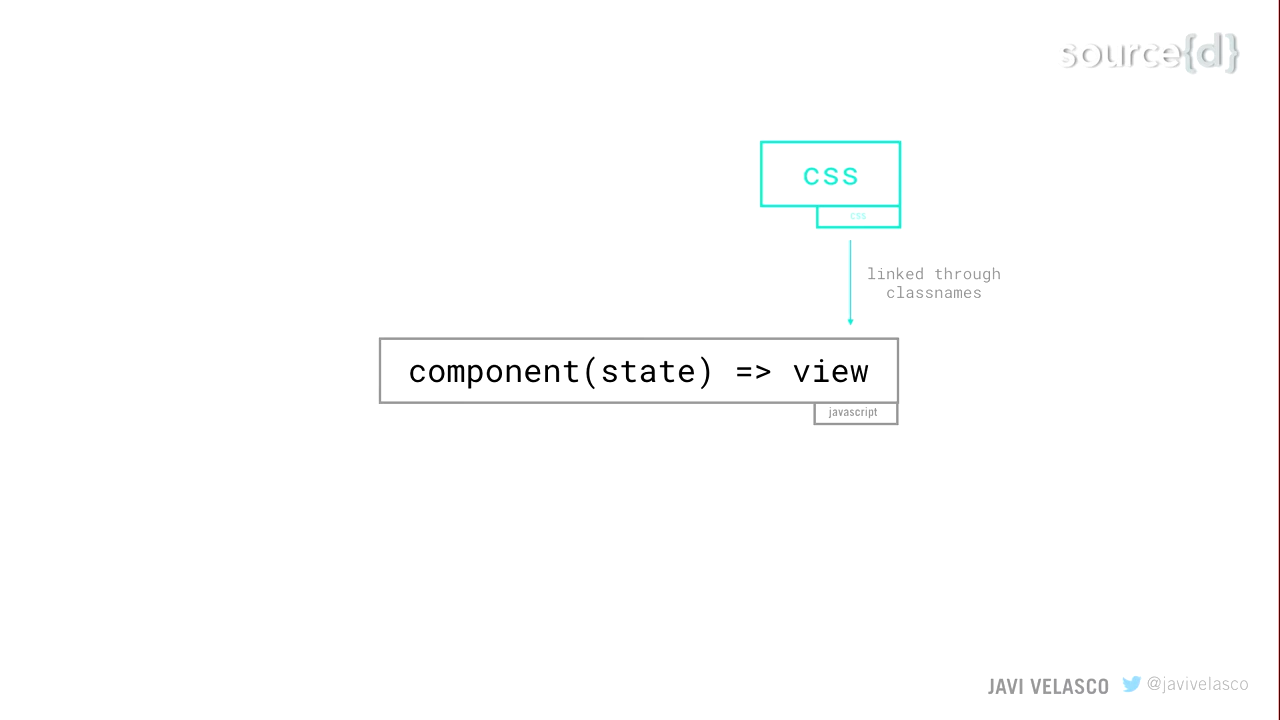 source{d}
css
css
linked through
classnames
component(state) => view
javascript
JAVI VELASCO @javivelasco